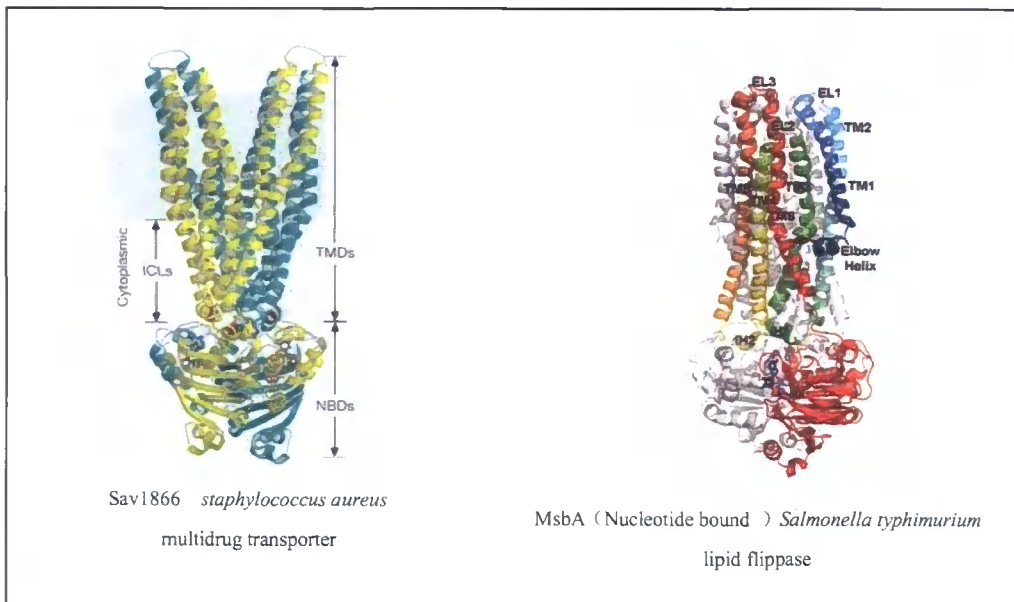 Cytoplasmic
ICLs
TMDs
NBDs
Sav1866 staphylococcus aureus
multidrug transporter
EL3
EL1
EL2
TM2
TM1
Elbow
Helix
IH2
MsbA (Nucleotide bound ) Salmonella typhimurium
lipid flippase